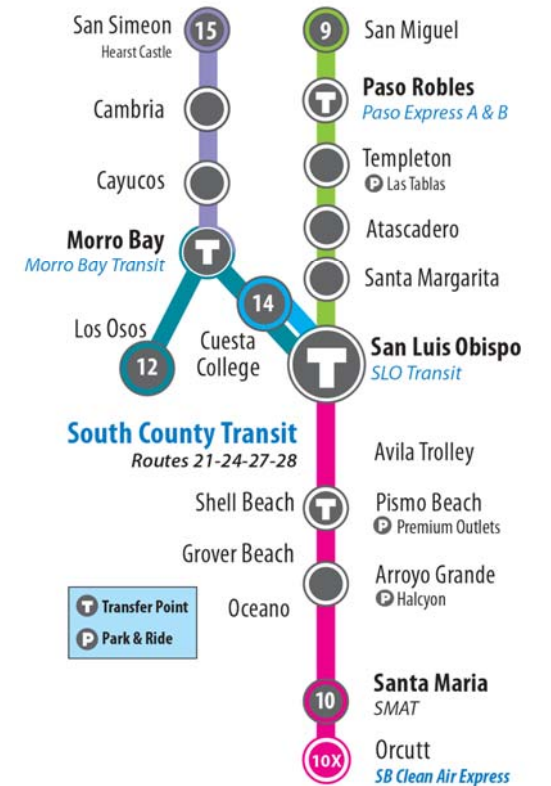 San Simeon
Hearst Castle
15
9
San Miguel
T
Paso Robles
Paso Express A & B
Cambria
Templeton
P Las Tablas
Cayucos
Atascadero
Morro Bay
Morro Bay Transit
T
Santa Margarita
14
Los Osos
12
Cuesta
College
T
San Luis Obispo
SLO Transit
South County Transit
Routes 21-24-27-28
Avila Trolley
Shell Beach
T
Pismo Beach
P Premium Outlets
Grover Beach
Arroyo Grande
P Halcyon
Oceano
T Transfer Point
P Park & Ride
10
Santa Maria
SMAT
10X
Orcutt
SB Clean Air Express